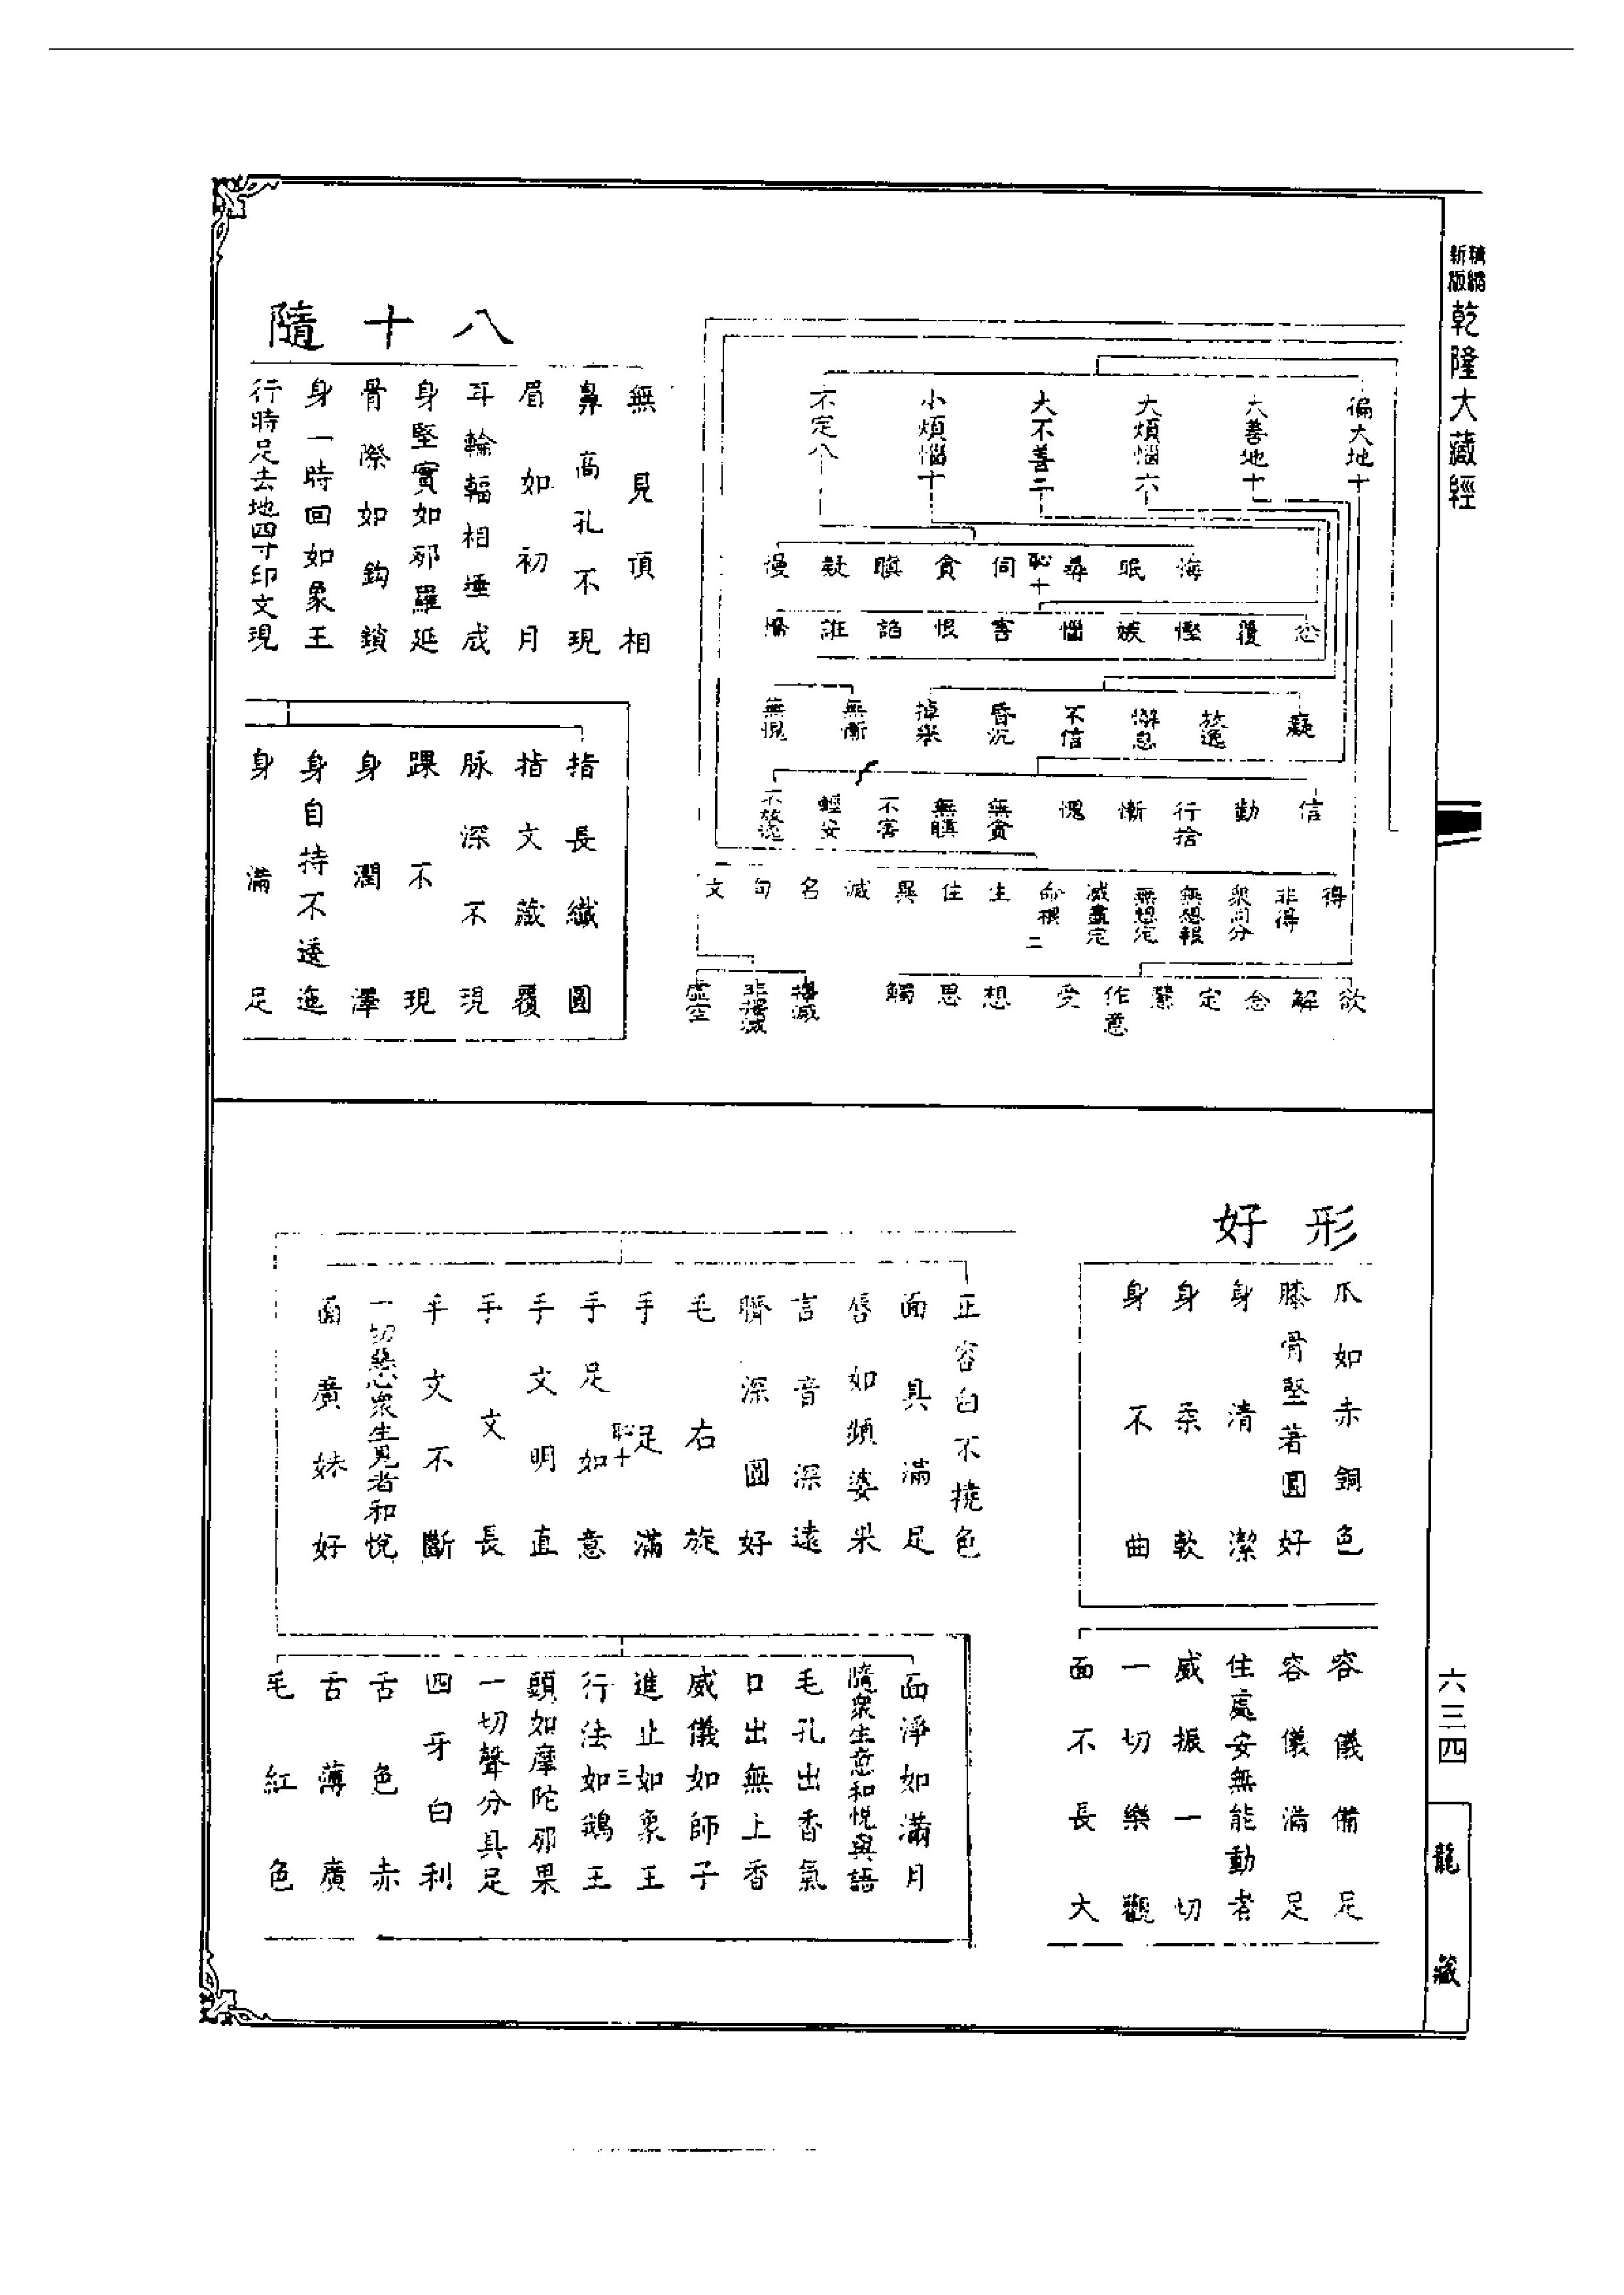 新版
精縮
乾隆大藏經
徧大地十
大善地十
大煩惱六
大不善二
小煩惱十
不定八
悔
眠
尋
恥十
伺
貪
瞋
疑
慢
忿
覆
慳
嫉
惱
害
恨
諂
誑
憍
癡
放逸
懈怠
不信
昏沉
掉舉
無慚
無愧
信
勤
行捨
慚
愧
無貪
無瞋
不害
輕安
不放逸
得
非得
眾同分
無想報
無想定
滅盡定
命根
二
生
住
異
滅
名
句
文
欲
解
念
定
慧
作意
受
想
思
觸
擇滅
非擇滅
虛空
八十隨
無見頂相
鼻高孔不現
眉如初月
耳輪輻相埵成
身堅實如那羅延
骨際如鉤鎖
身一時回如象王
行時足去地四寸印文現
指長纖圓
指文藏覆
脉深不現
踝不現
身潤澤
身自持不逶迤
身滿足
形好
爪如赤銅色
膝骨堅著圓好
身清潔
身柔軟
身不曲
容儀備足
容儀滿足
住處安無能動者
威振一切
一切樂觀
面不長大
正容白不撓色
面具滿足
唇如頻婆果
言音深遠
臍深圓好
毛右旋
手足滿
恥十
手足如意
手文明直
手文長
手文不斷
一切惡心眾生見者和悅
面廣姝好
面淨如滿月
隨眾生意和悅與語
毛孔出香氣
口出無上香
威儀如師子
進止如象王
三
行法如鵝王
頭如摩陀那果
一切聲分具足
四牙白利
舌色赤
舌薄廣
毛紅色
六三四
龍藏